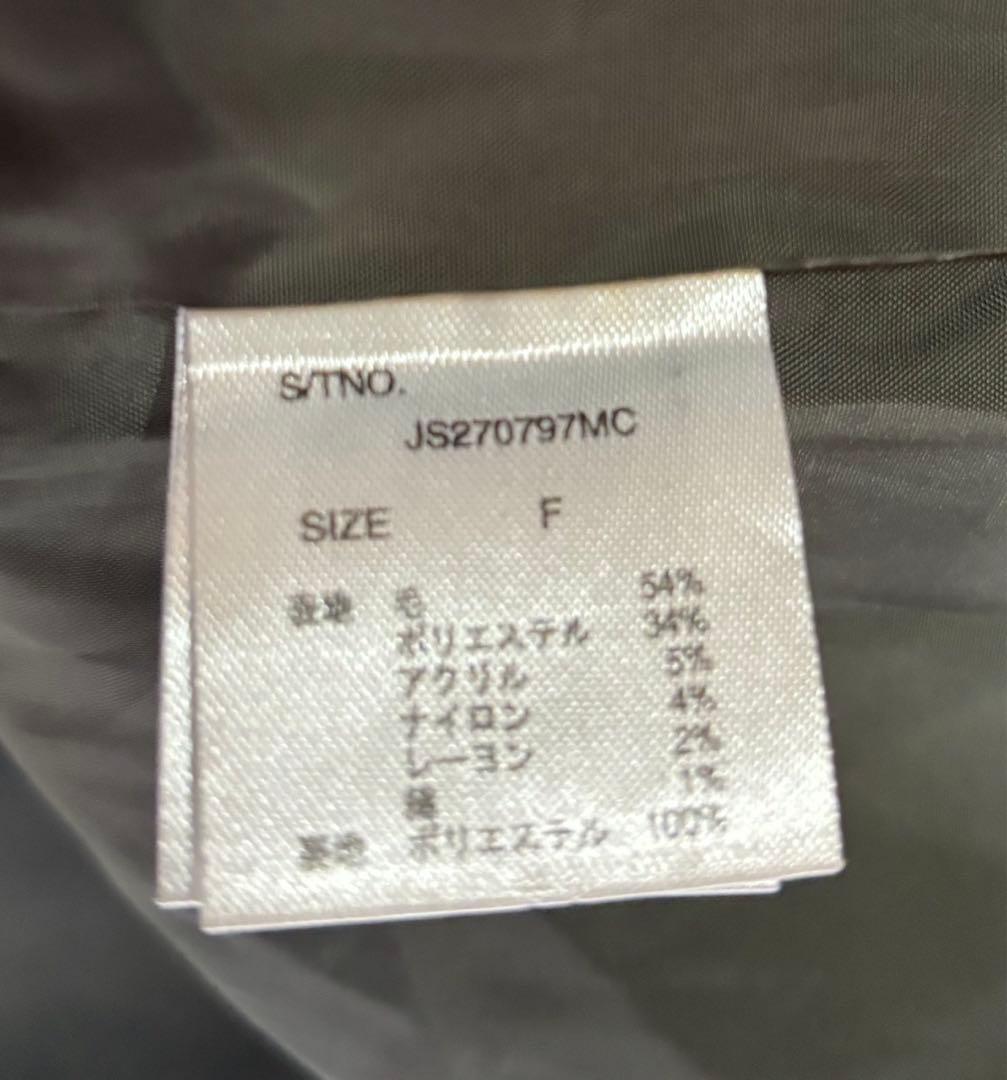 S/TNO.
JS270797MC
SIZE F
表地 毛 54%
ポリエステル 34%
アクリル 5%
ナイロン 4%
レーヨン 2%
綿 1%
裏地 ポリエステル 100%